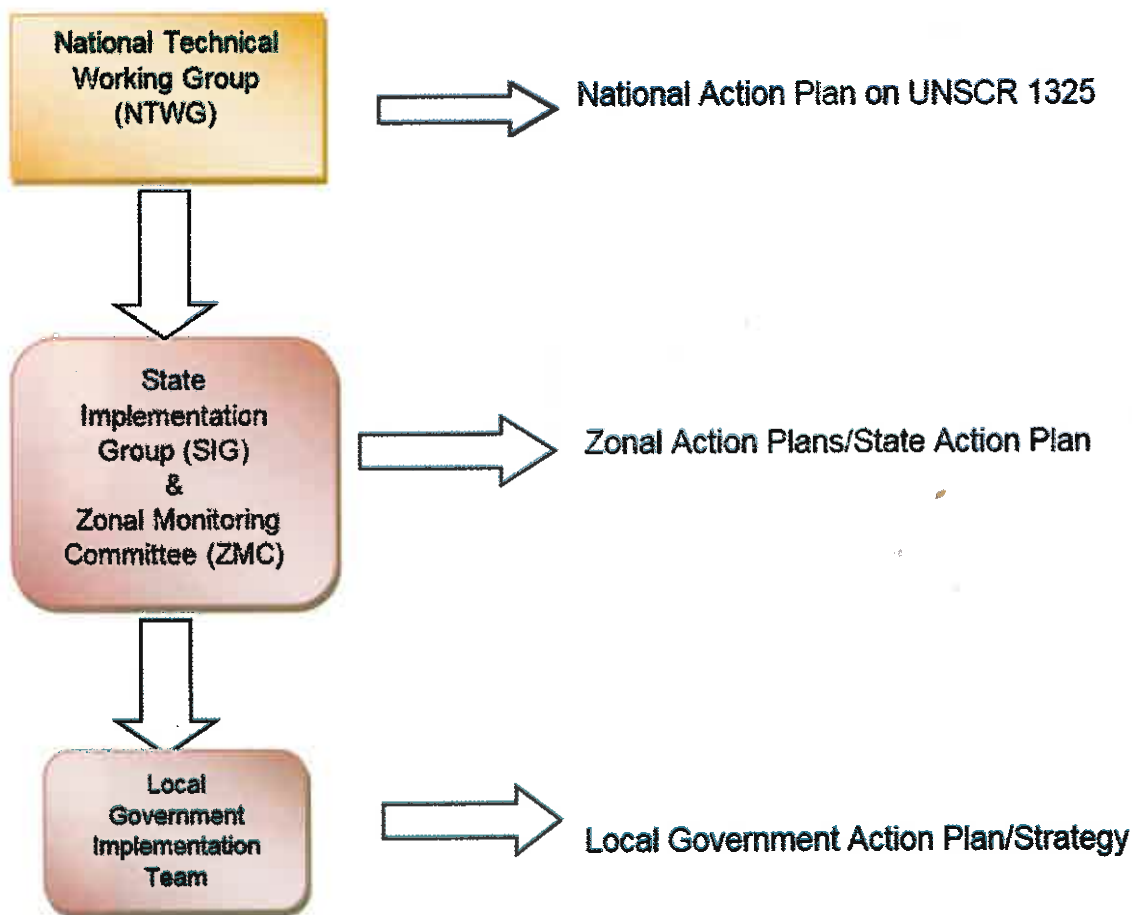 National Technical
Working Group
(NTWG)
National Action Plan on UNSCR 1325
State
Implementation
Group (SIG)
&
Zonal Monitoring
Committee (ZMC)
Zonal Action Plans/State Action Plan
Local
Government
Implementation
Team
Local Government Action Plan/Strategy